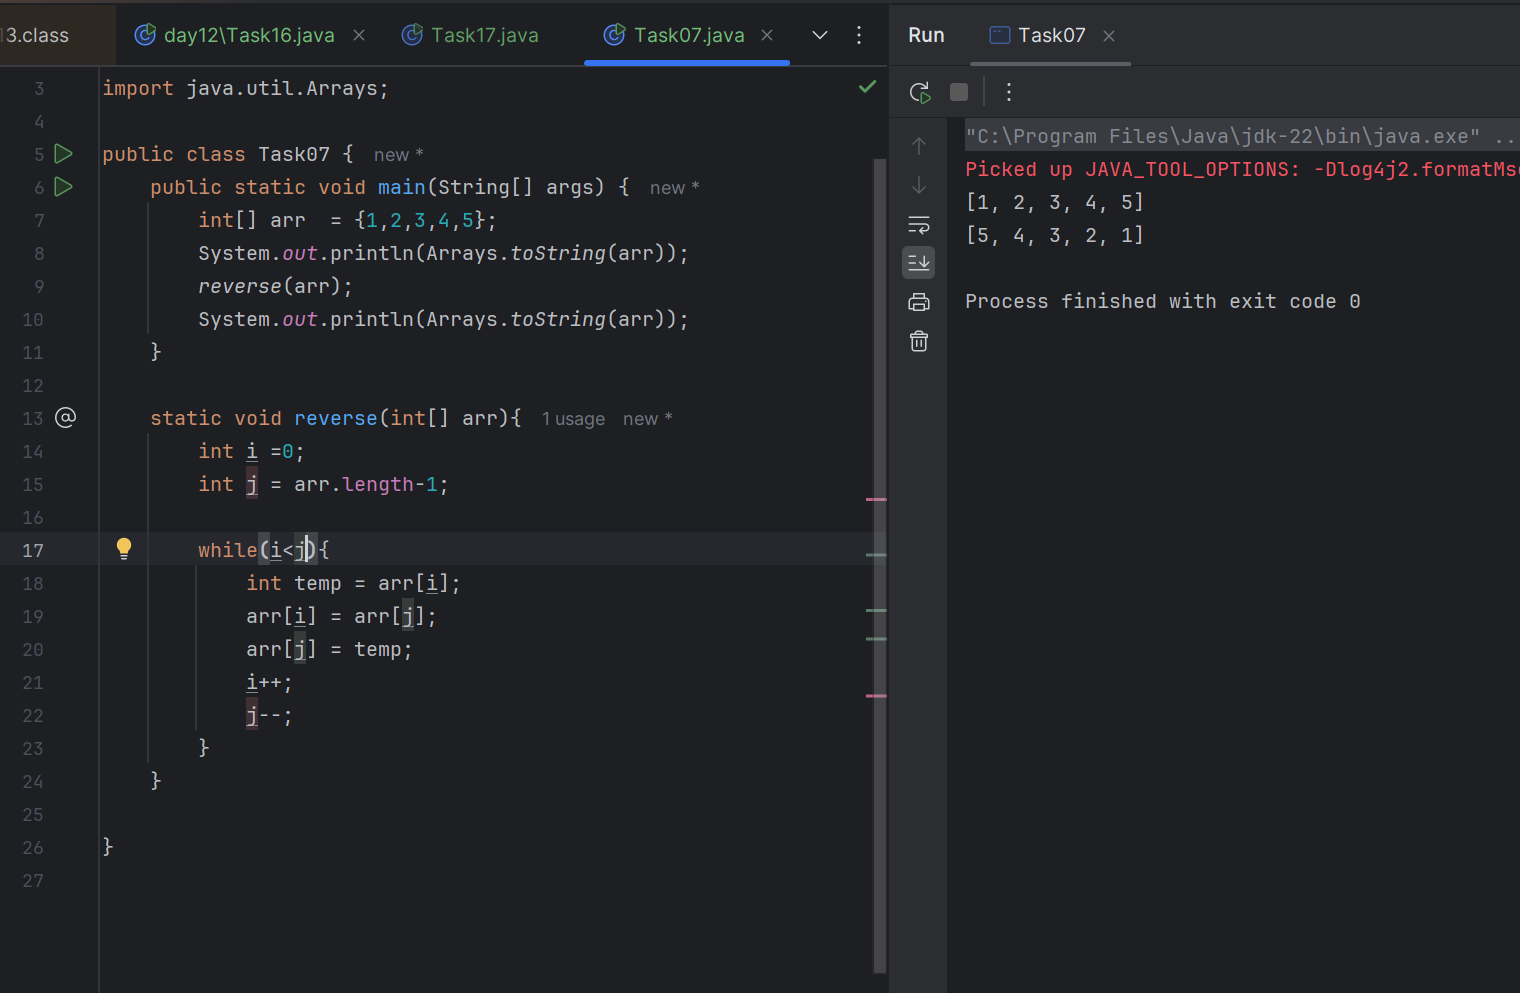 3.class day12\Task16.java Task17.java Task07.java Run Task07
3 import java.util.Arrays;
4
5 public class Task07 { new *
6 public static void main(String[] args) { new *
7 int[] arr  = {1,2,3,4,5};
8 System.out.println(Arrays.toString(arr));
9 reverse(arr);
10 System.out.println(Arrays.toString(arr));
11 }
12
13 static void reverse(int[] arr){ 1 usage new *
14 int i =0;
15 int j = arr.length-1;
16
17 while(i<j){
18 int temp = arr[i];
19 arr[i] = arr[j];
20 arr[j] = temp;
21 i++;
22 j--;
23 }
24 }
25
26 }
27
"C:\Program Files\Java\jdk-22\bin\java.exe" ..
Picked up JAVA_TOOL_OPTIONS: -Dlog4j2.formatMs
[1, 2, 3, 4, 5]
[5, 4, 3, 2, 1]
Process finished with exit code 0